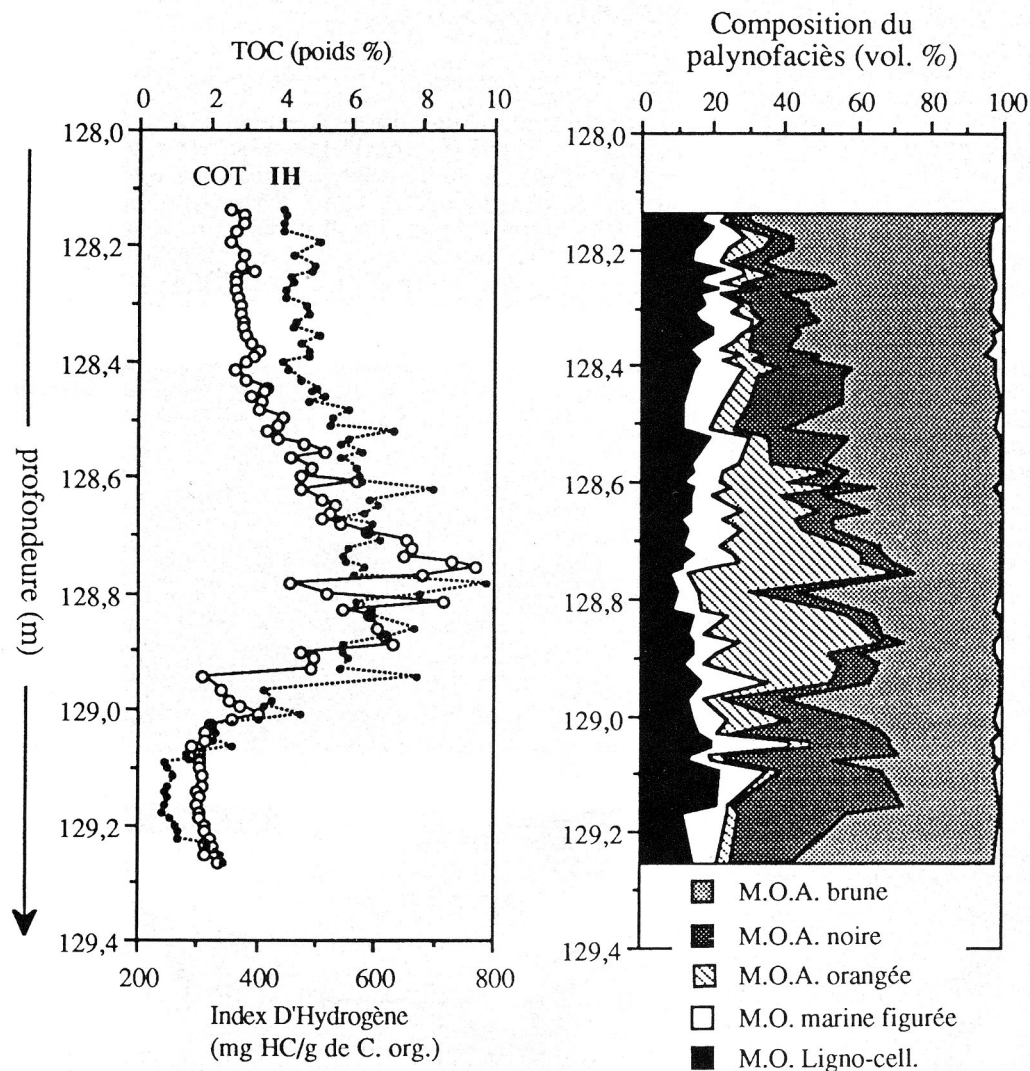 TOC (poids %)
0 2 4 6 8 10
COT IH
128,0
128,2
128,4
128,6
128,8
129,0
129,2
129,4
profondeure (m)
200 400 600 800
Index D'Hydrogène
(mg HC/g de C. org.)
Composition du
palynofaciès (vol. %)
0 20 40 60 80 100
128,0
128,2
128,4
128,6
128,8
129,0
129,2
129,4
M.O.A. brune
M.O.A. noire
M.O.A. orangée
M.O. marine figurée
M.O. Ligno-cell.